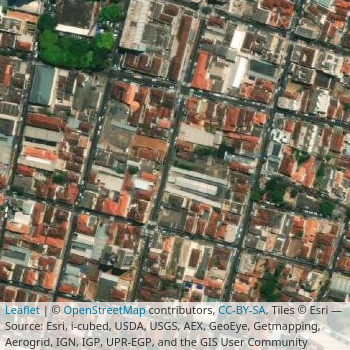 Leaflet | © OpenStreetMap contributors, CC-BY-SA, Tiles © Esri —
Source: Esri, i-cubed, USDA, USGS, AEX, GeoEye, Getmapping,
Aerogrid, IGN, IGP, UPR-EGP, and the GIS User Community